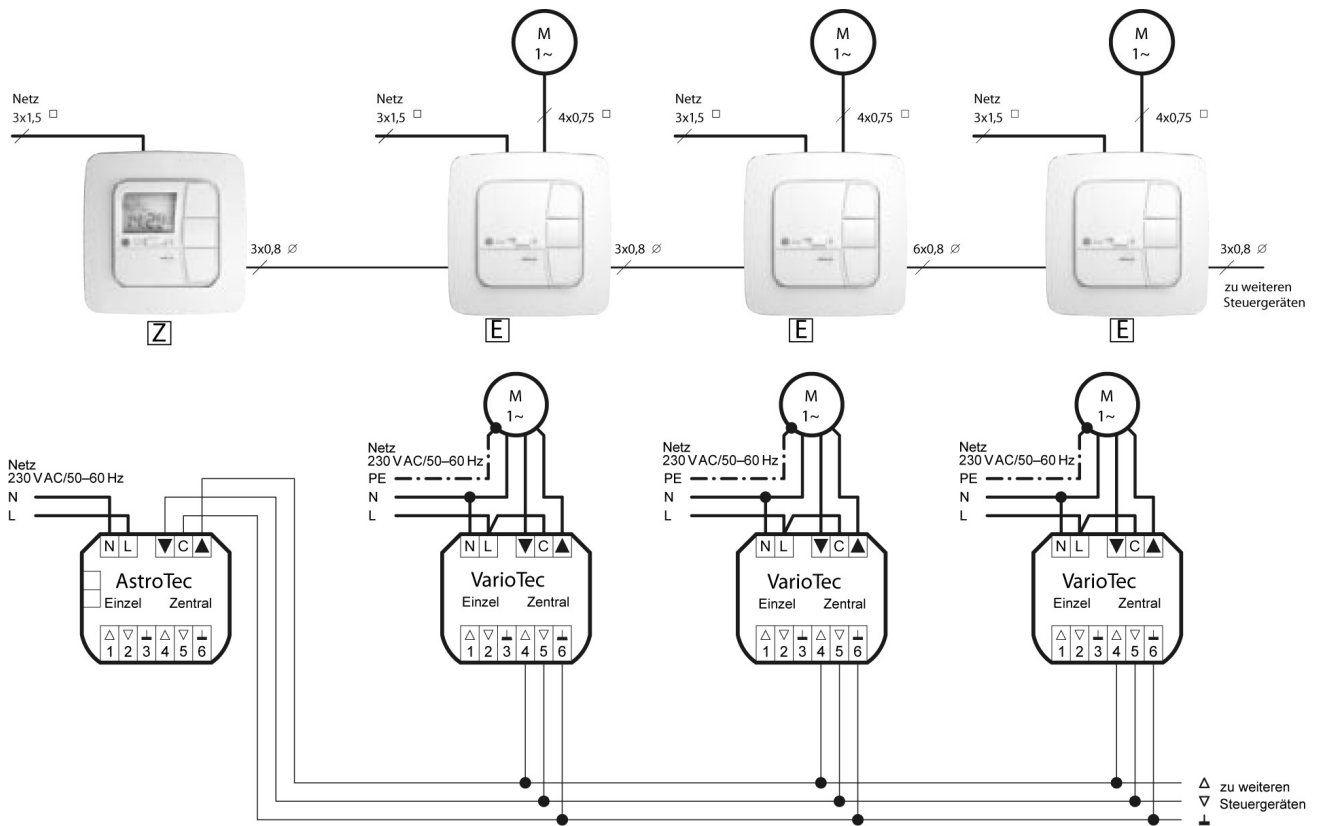 M
1~
M
1~
M
1~
Netz
3x1,5 □
Netz
3x1,5 □
4x0,75 □
Netz
3x1,5 □
4x0,75 □
Netz
3x1,5 □
4x0,75 □
3x0,8 ∅
3x0,8 ∅
6x0,8 ∅
3x0,8 ∅
zu weiteren
Steuergeräten
Z
E
E
E
M
1~
M
1~
M
1~
Netz
230 VAC/50–60 Hz
N
L
Netz
230 VAC/50–60 Hz
PE
N
L
Netz
230 VAC/50–60 Hz
PE
N
L
Netz
230 VAC/50–60 Hz
PE
N
L
N L ▼ C ▲
AstroTec
Einzel Zentral
△ ▽ ⏊ △ ▽ ⏊
1 2 3 4 5 6
N L ▼ C ▲
VarioTec
Einzel Zentral
△ ▽ ⏊ △ ▽ ⏊
1 2 3 4 5 6
N L ▼ C ▲
VarioTec
Einzel Zentral
△ ▽ ⏊ △ ▽ ⏊
1 2 3 4 5 6
N L ▼ C ▲
VarioTec
Einzel Zentral
△ ▽ ⏊ △ ▽ ⏊
1 2 3 4 5 6
△ zu weiteren
▽ Steuergeräten
⏊